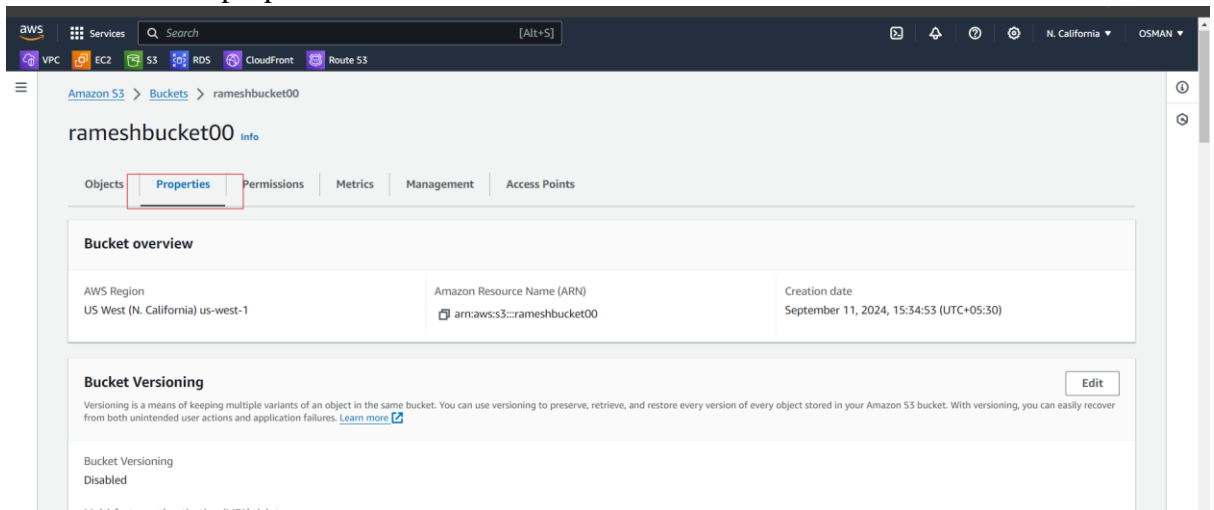 aws
Services
Search
[Alt+S]
N. California
OSMAN
VPC
EC2
S3
RDS
CloudFront
Route 53
Amazon S3 > Buckets > rameshbucket00
rameshbucket00 Info
Objects
Properties
Permissions
Metrics
Management
Access Points
Bucket overview
AWS Region
US West (N. California) us-west-1
Amazon Resource Name (ARN)
arn:aws:s3:::rameshbucket00
Creation date
September 11, 2024, 15:34:53 (UTC+05:30)
Bucket Versioning
Edit
Versioning is a means of keeping multiple variants of an object in the same bucket. You can use versioning to preserve, retrieve, and restore every version of every object stored in your Amazon S3 bucket. With versioning, you can easily recover
from both unintended user actions and application failures. Learn more
Bucket Versioning
Disabled